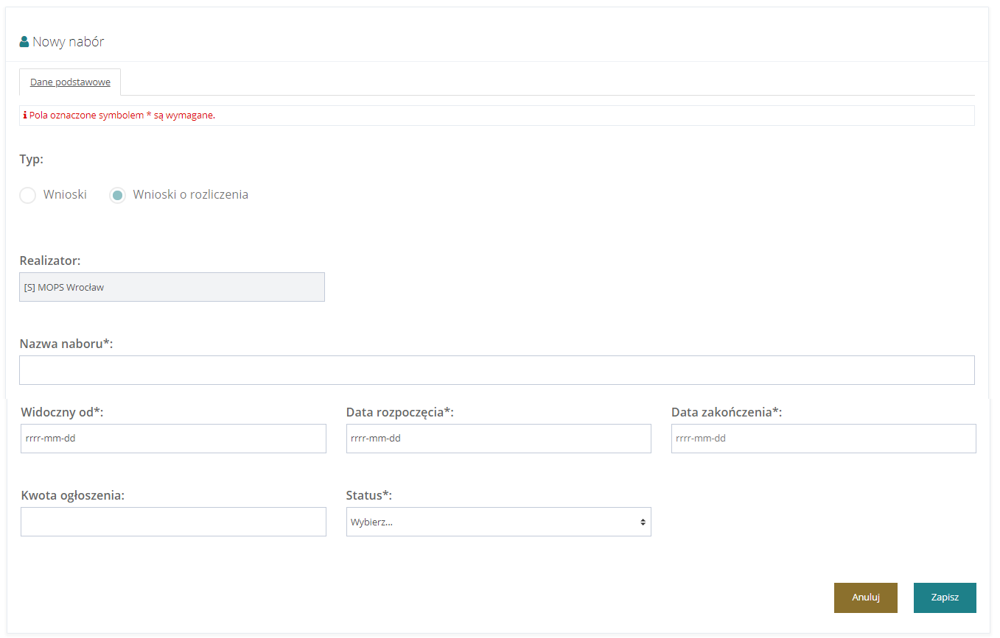 Nowy nabór
Dane podstawowe
Pola oznaczone symbolem * są wymagane.
Typ:
Wnioski Wnioski o rozliczenia
Realizator:
[S] MOPS Wrocław
Nazwa naboru*:
Widoczny od*: Data rozpoczęcia*: Data zakończenia*:
rrrr-mm-dd rrrr-mm-dd rrrr-mm-dd
Kwota ogłoszenia: Status*:
Wybierz...
Anuluj Zapisz